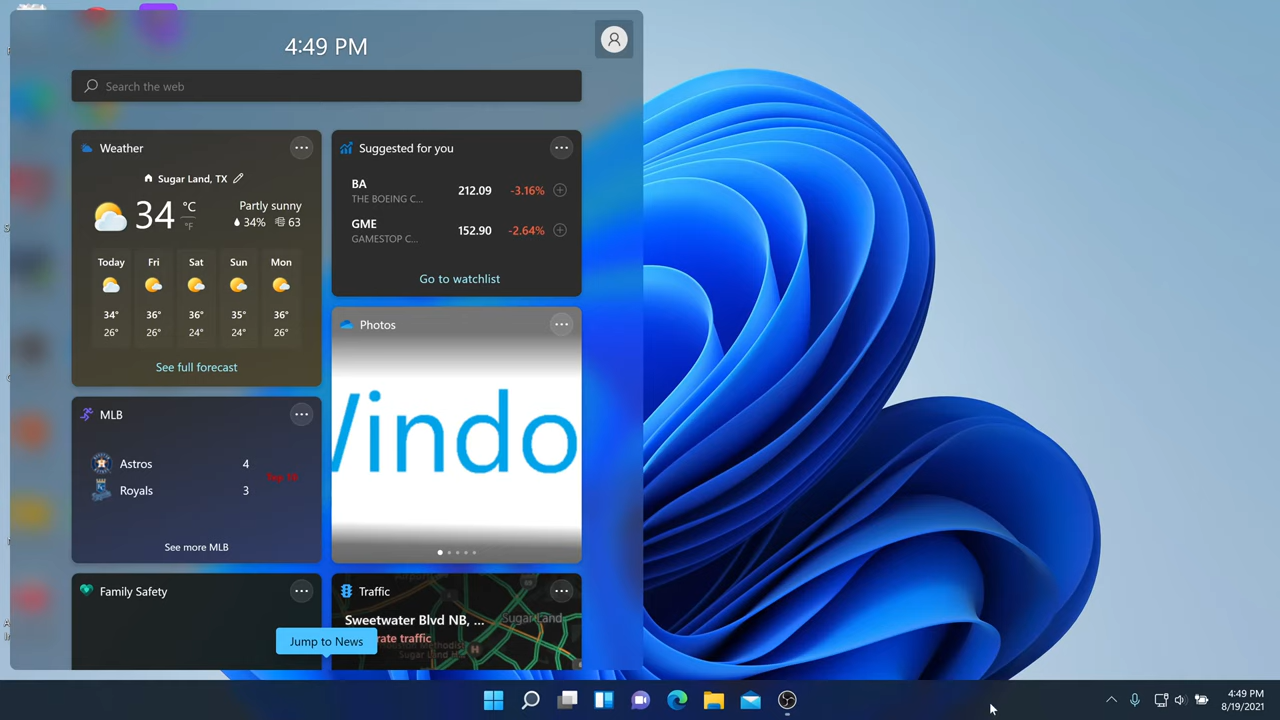 4:49 PM
Search the web
Weather
Sugar Land, TX
34 °C
°F
Partly sunny
34% 63
Today Fri Sat Sun Mon
34° 36° 36° 35° 36°
26° 26° 24° 24° 26°
See full forecast
Suggested for you
BA 212.09 -3.16%
THE BOEING C...
GME 152.90 -2.64%
GAMESTOP C...
Go to watchlist
Photos
Vindo
MLB
Astros 4
Royals 3
See more MLB
Family Safety
Traffic
Sweetwater Blvd NB, ...
rate traffic
SugarLand
Jump to News
4:49 PM
8/19/2021